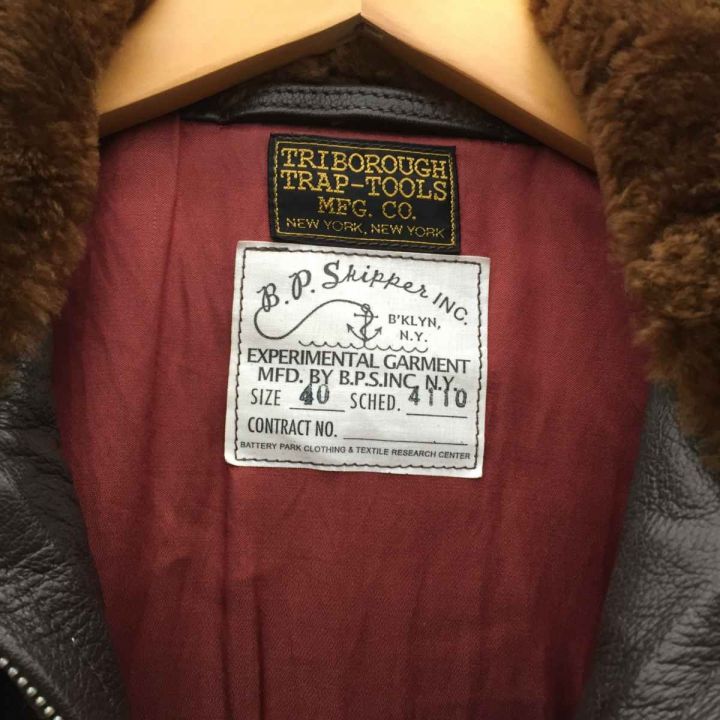 TRIBOROUGH
TRAP-TOOLS
MFG. CO.
NEW YORK, NEW YORK
B.P. Skipper INC.
B'KLYN,
N.Y.
EXPERIMENTAL GARMENT
MFD. BY B.P.S.INC, N.Y.
SIZE 40 SCHED. 4110
CONTRACT NO.
BATTERY PARK CLOTHING & TEXTILE RESEARCH CENTER